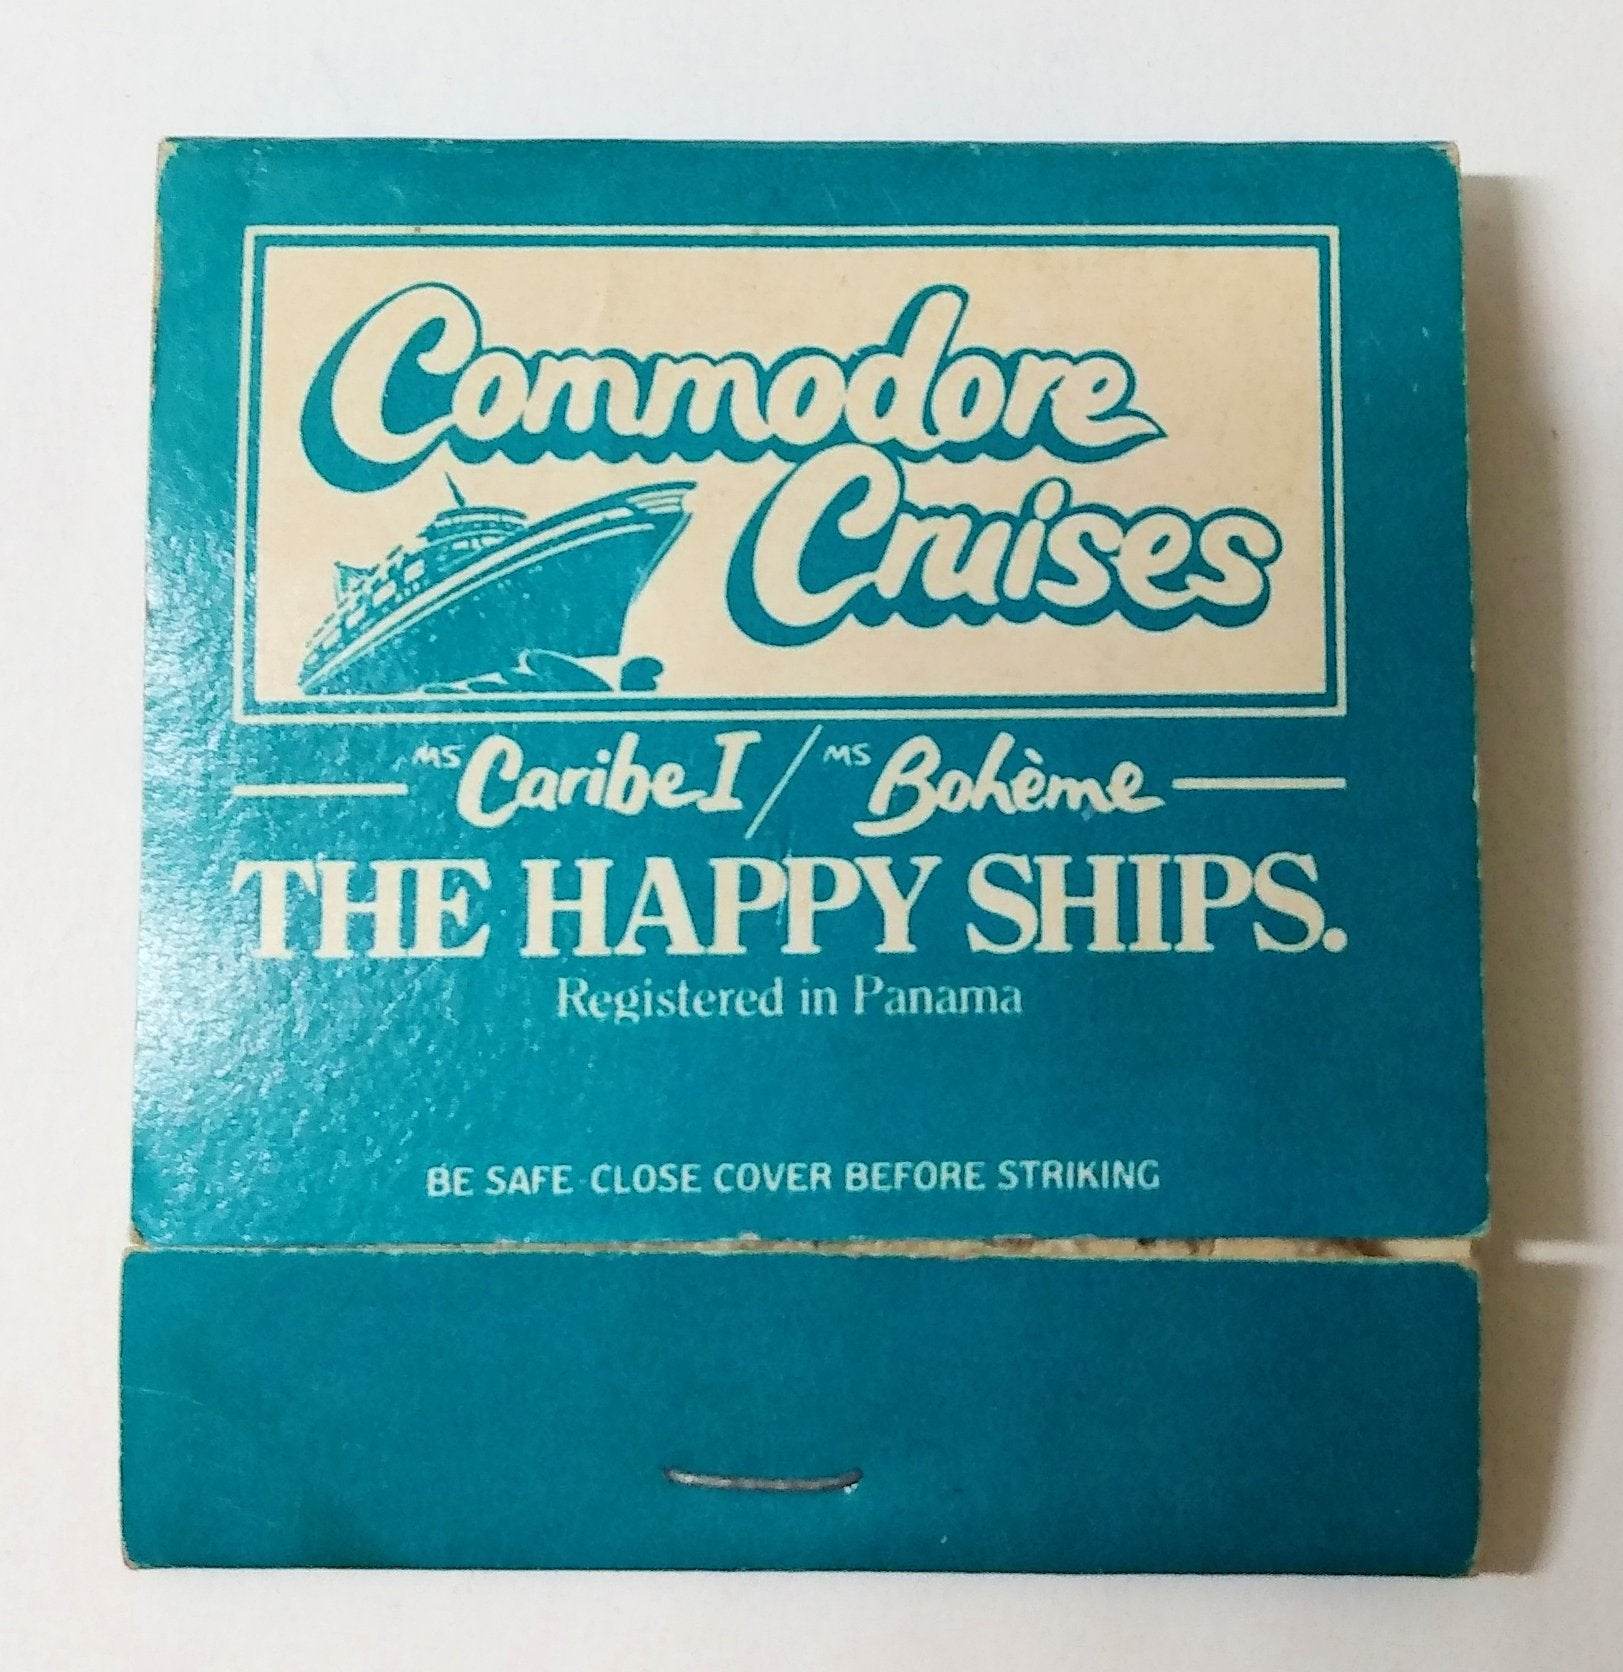 Commodore
Cruises
MS Caribe I / MS Bohème
THE HAPPY SHIPS.
Registered in Panama
BE SAFE - CLOSE COVER BEFORE STRIKING